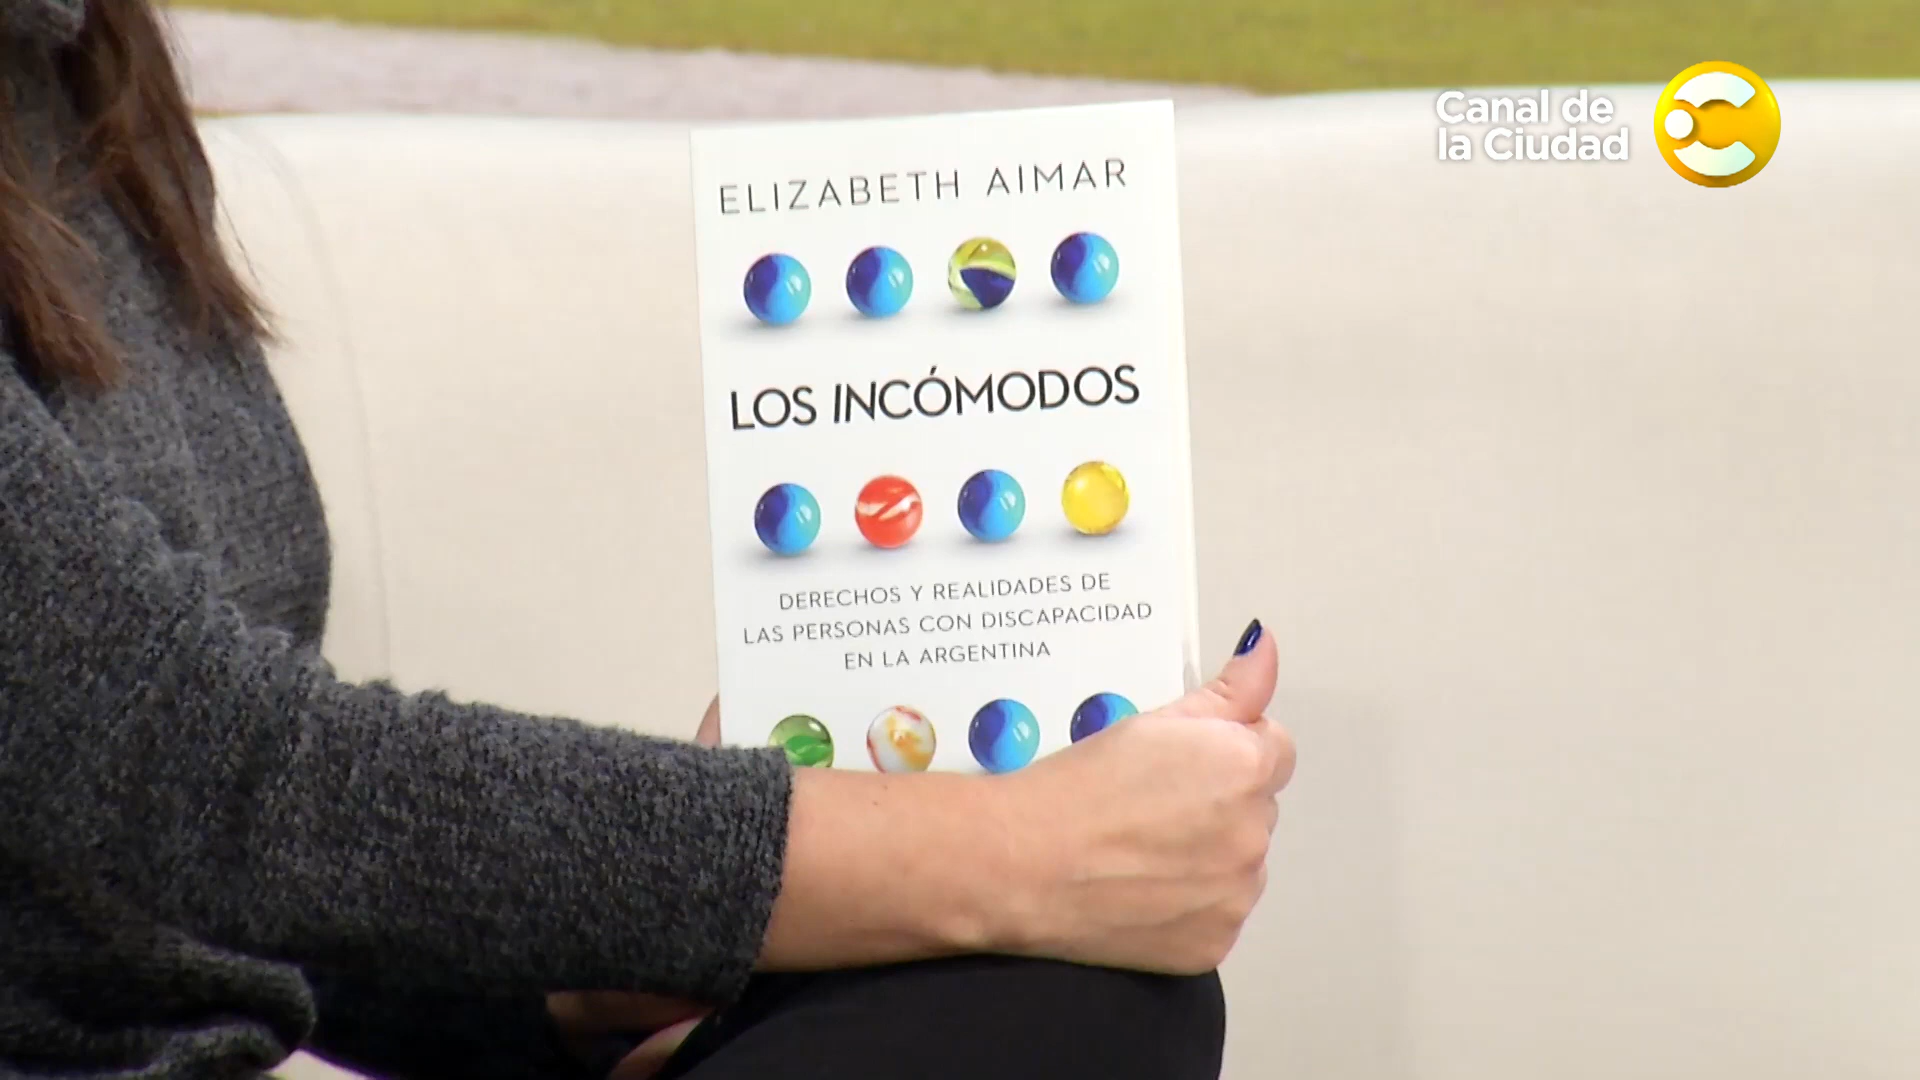 Canal de
la Ciudad
ELIZABETH AIMAR
LOS INCÓMODOS
DERECHOS Y REALIDADES DE
LAS PERSONAS CON DISCAPACIDAD
EN LA ARGENTINA